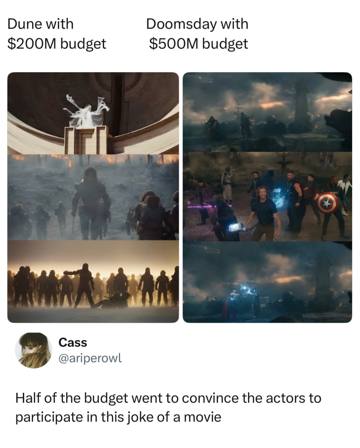 Dune with
$200M budget
Doomsday with
$500M budget
Cass
@ariperowl
Half of the budget went to convince the actors to
participate in this joke of a movie